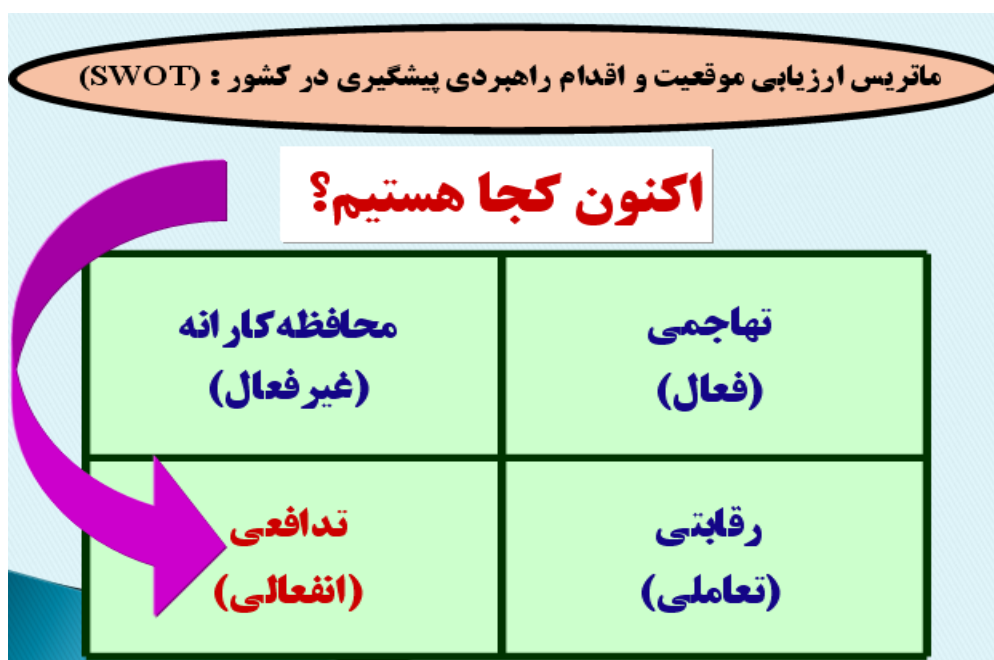 ماتریس ارزیابی موقعیت و اقدام راهبردی پیشگیری در کشور : (SWOT)
اکنون کجا هستیم؟
تهاجمی
(فعال)
محافظه کارانه
(غیرفعال)
رقابتی
(تعاملی)
تدافعی
(انفعالی)